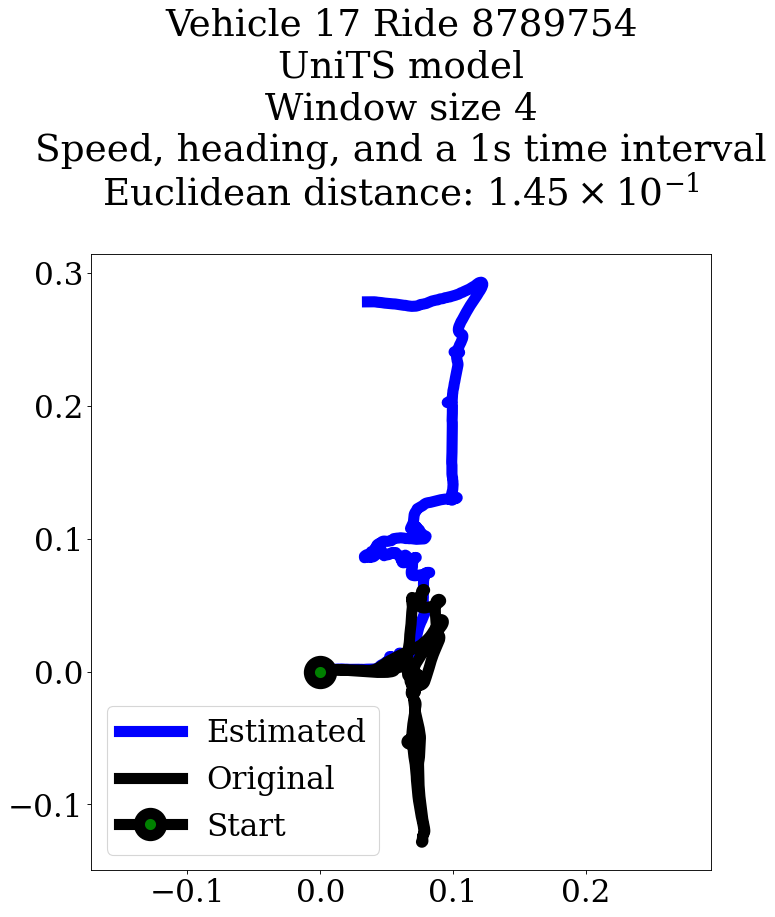 Vehicle 17 Ride 8789754
UniTS model
Window size 4
Speed, heading, and a 1s time interval
Euclidean distance: 1.45 × 10⁻¹
0.3
0.2
0.1
0.0
−0.1
Estimated
Original
Start
−0.1 0.0 0.1 0.2